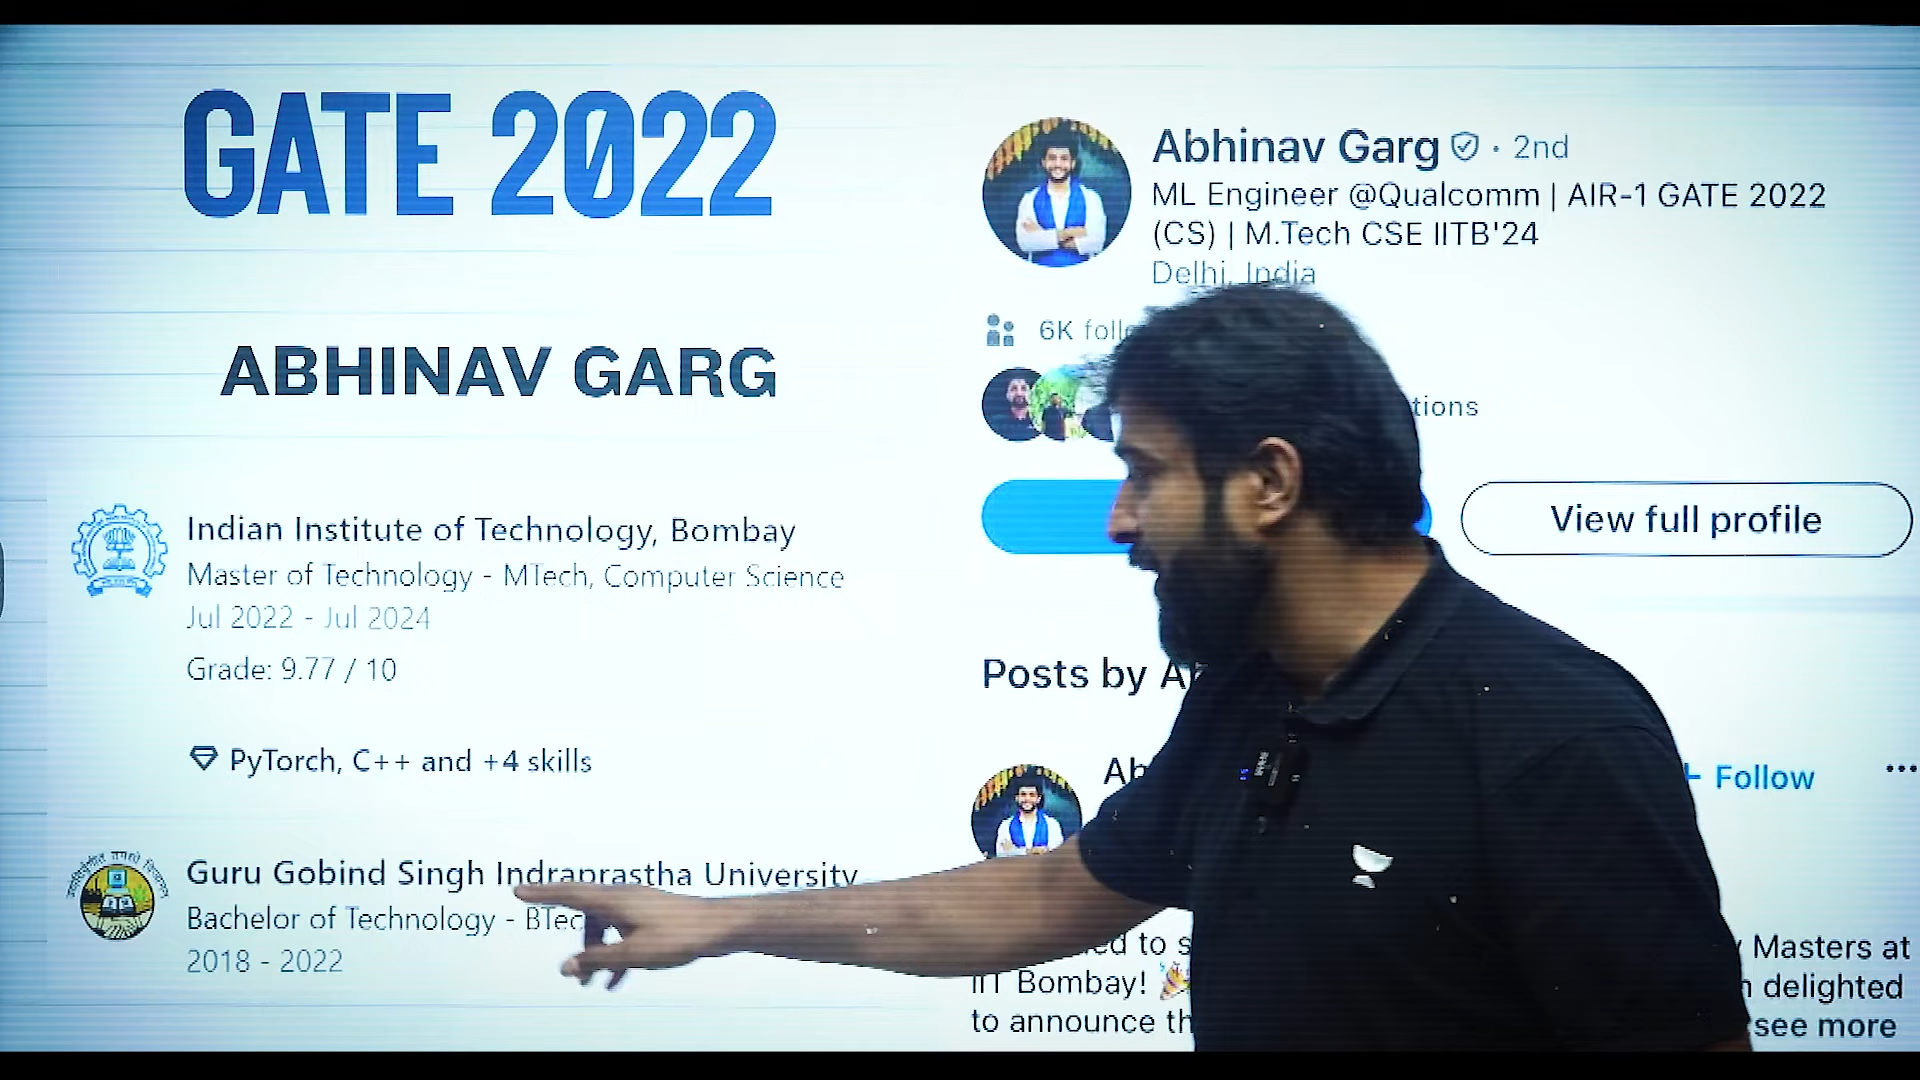 GATE 2022
ABHINAV GARG
Indian Institute of Technology, Bombay
Master of Technology - MTech, Computer Science
Jul 2022 - Jul 2024
Grade: 9.77 / 10
PyTorch, C++ and +4 skills
Guru Gobind Singh Indraprastha University
Bachelor of Technology - BTec
2018 - 2022
Abhinav Garg · 2nd
ML Engineer @Qualcomm | AIR-1 GATE 2022
(CS) | M.Tech CSE IITB'24
Delhi, India
6K
View full profile
Posts by
+ Follow
...
to s
Masters at
IIT Bombay!
delighted
to announce
see more